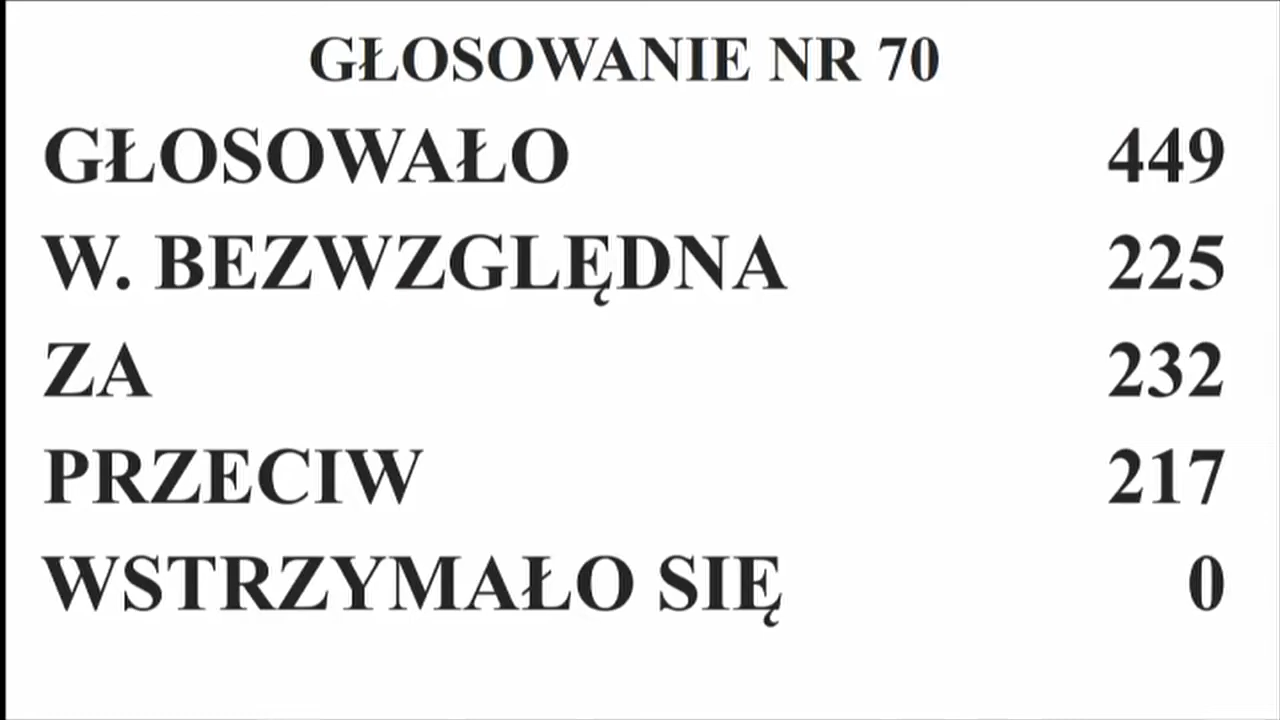 GŁOSOWANIE NR 70
GŁOSOWAŁO 449
W. BEZWZGLĘDNA 225
ZA 232
PRZECIW 217
WSTRZYMAŁO SIĘ 0